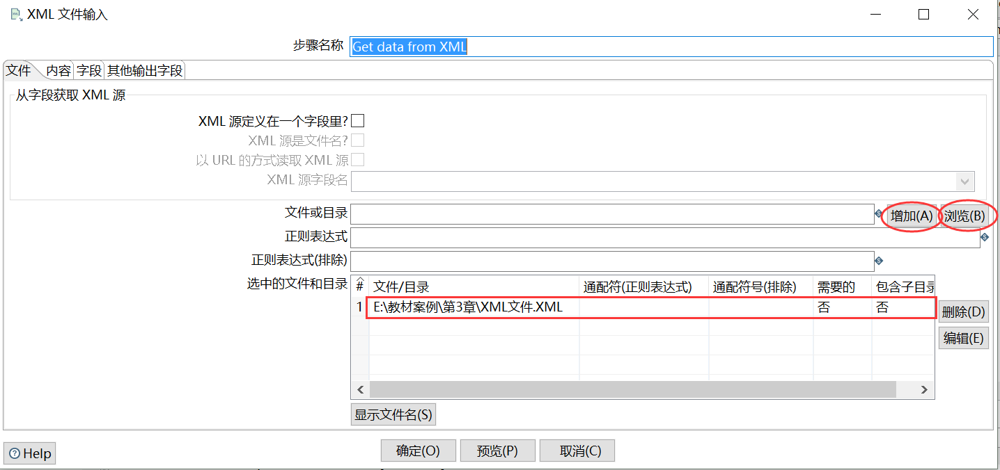 XML 文件输入
步骤名称 Get data from XML
文件 内容 字段 其他输出字段
从字段获取 XML 源
XML 源定义在一个字段里?
XML 源是文件名?
以 URL 的方式读取 XML 源
XML 源字段名
文件或目录 增加(A) 浏览(B)
正则表达式
正则表达式(排除)
选中的文件和目录 # 文件/目录 通配符(正则表达式) 通配符号(排除) 需要的 包含子目录
1 E:\教材案例\第3章\XML文件.XML 否 否
删除(D)
编辑(E)
显示文件名(S)
Help 确定(O) 预览(P) 取消(C)